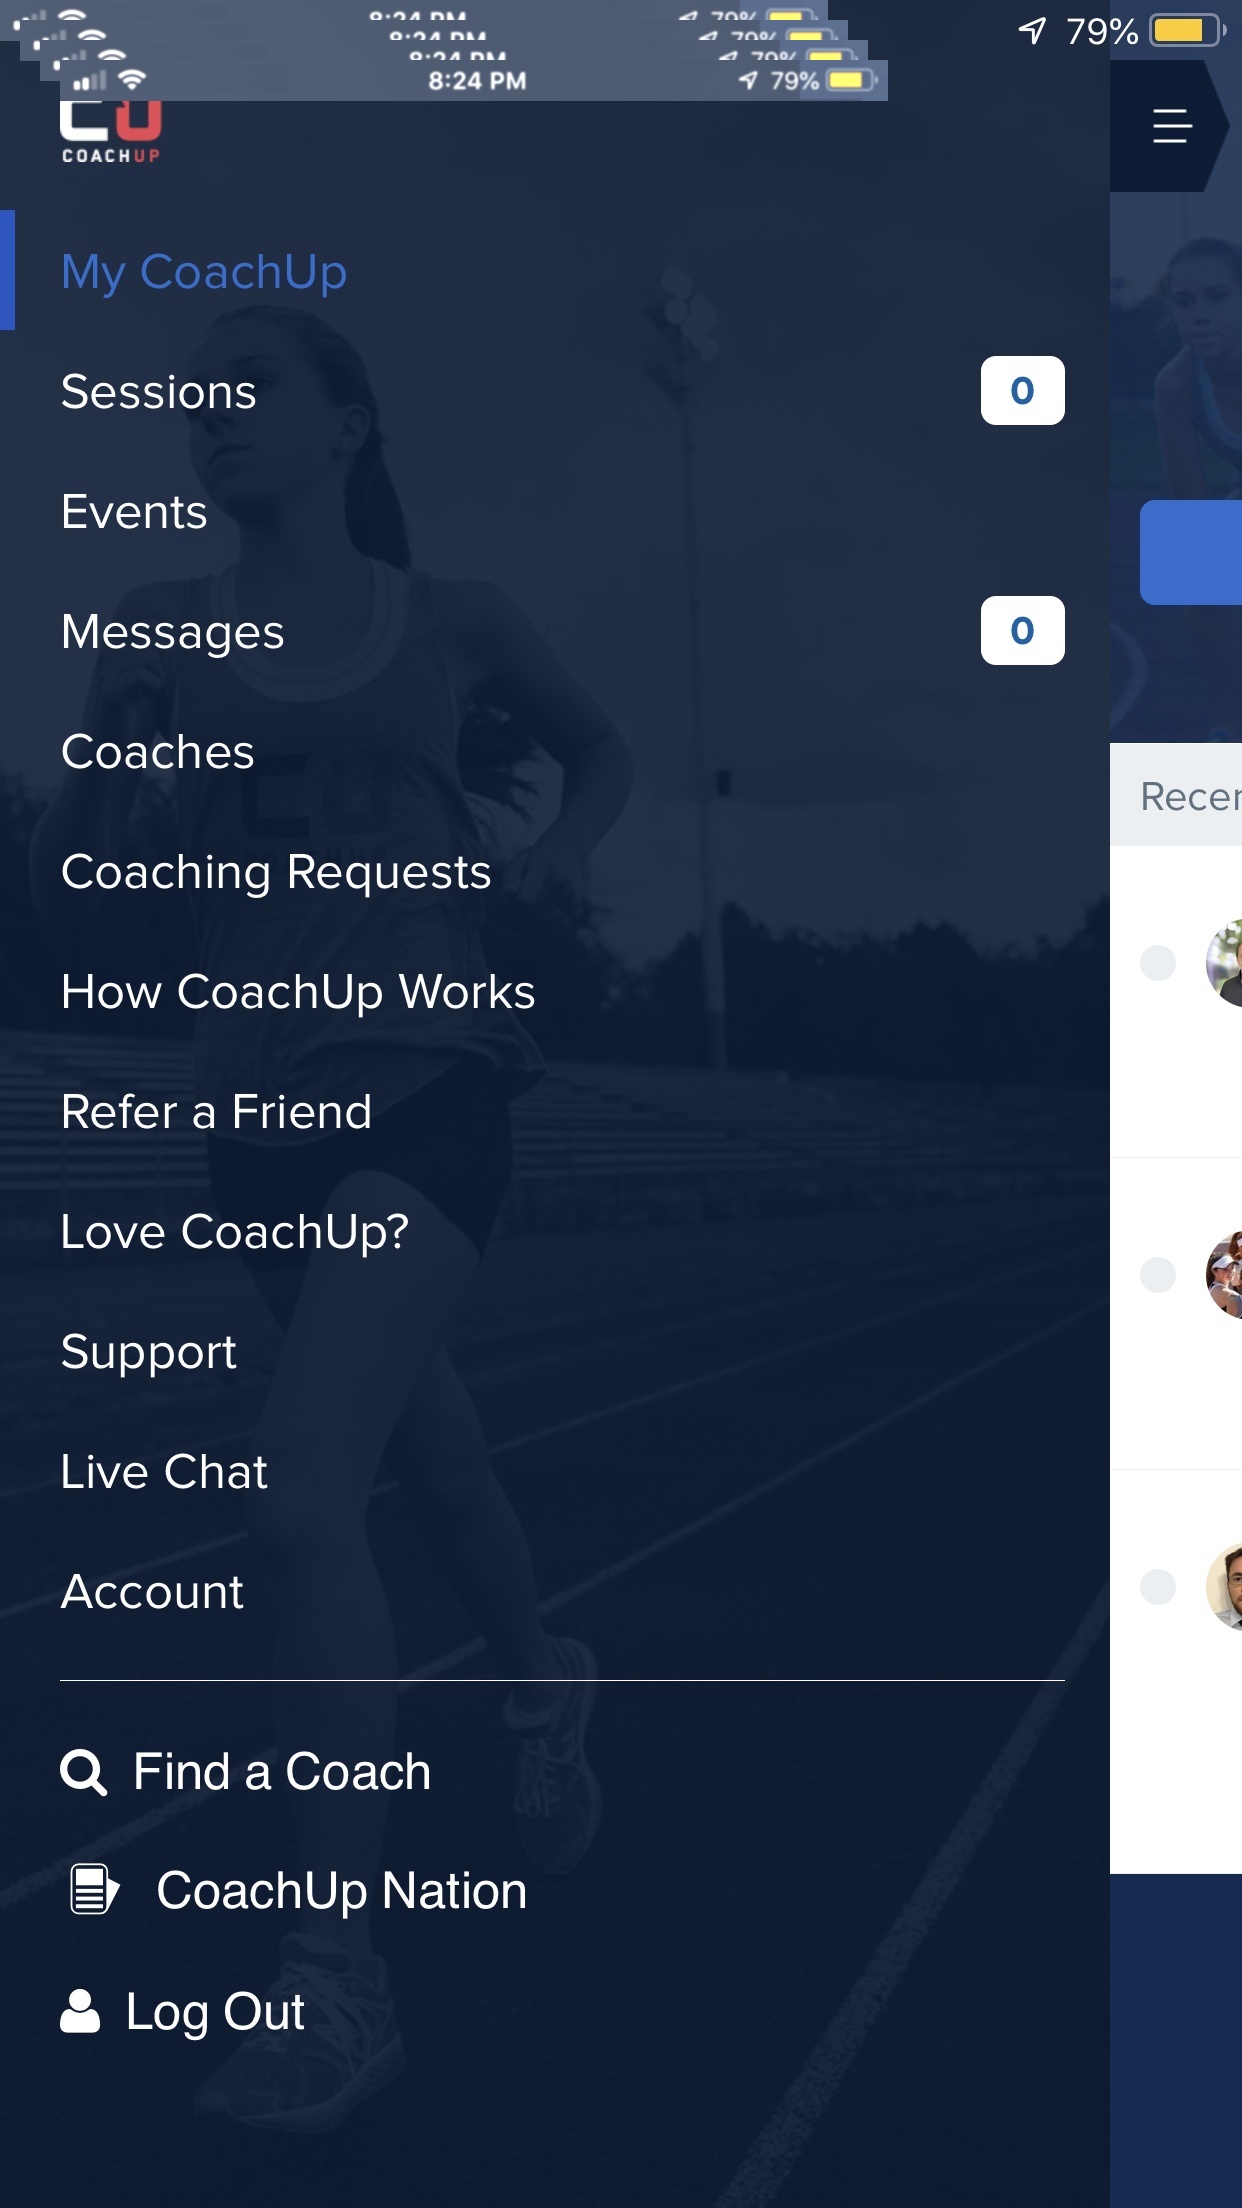 79%
8:24 PM 79%
COACHUP
My CoachUp
Sessions 0
Events
Messages 0
Coaches
Recen
Coaching Requests
How CoachUp Works
Refer a Friend
Love CoachUp?
Support
Live Chat
Account
Find a Coach
CoachUp Nation
Log Out